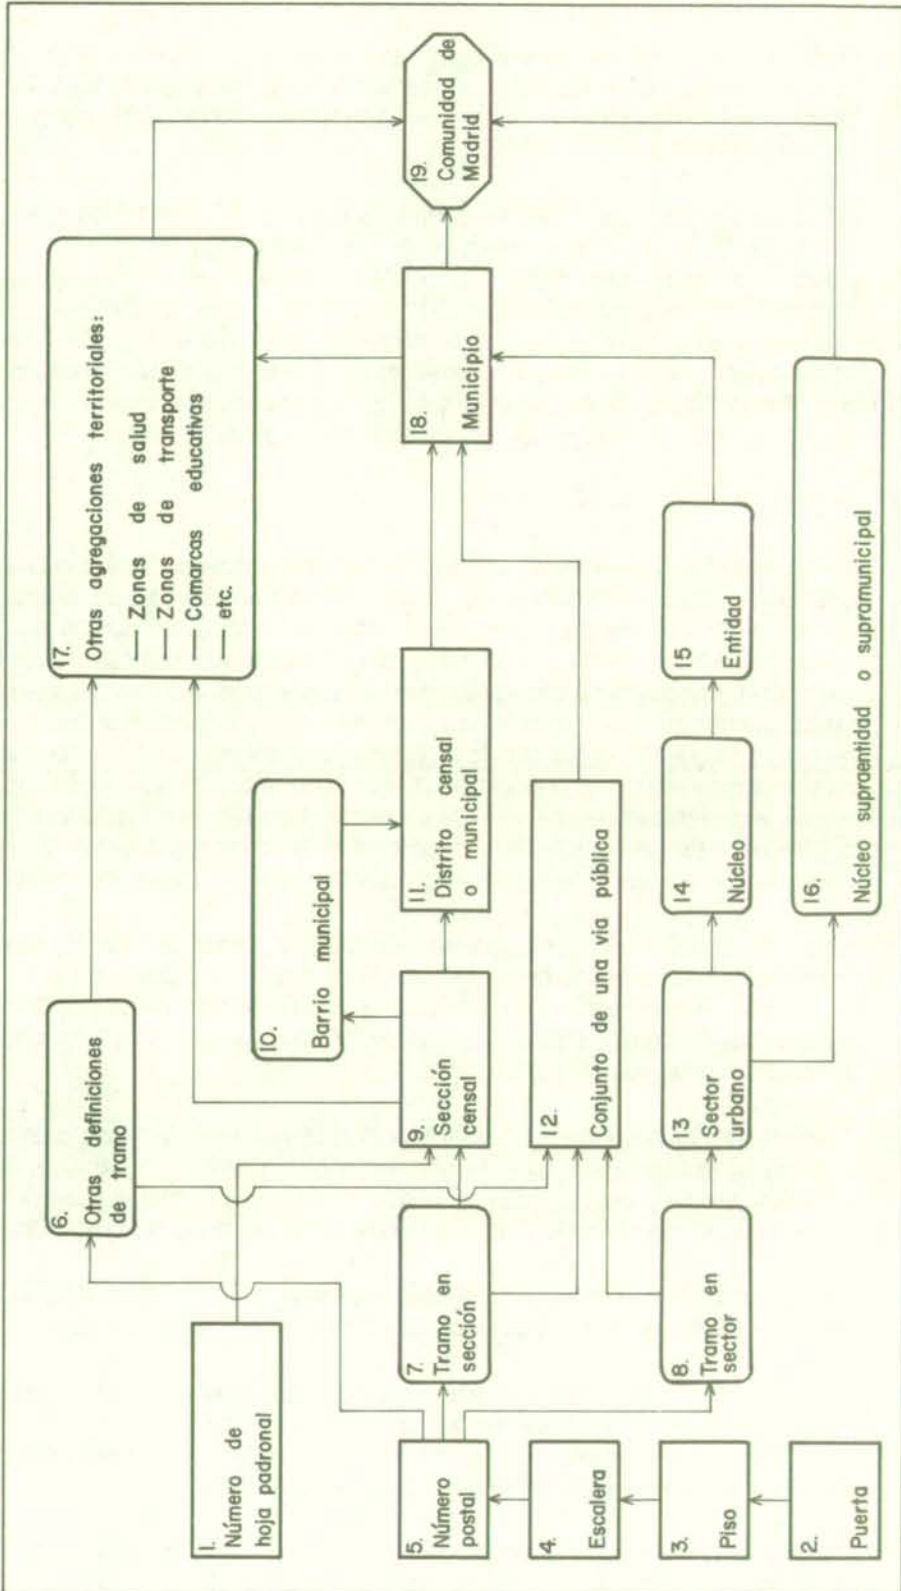 1.
Número de
hoja padronal
2.
Puerta
3.
Piso
4.
Escalera
5.
Número
postal
6.
Otras definiciones
de tramo
7.
Tramo en
sección
8.
Tramo en
sector
9.
Sección
censal
10.
Barrio municipal
11.
Distrito censal
o municipal
12.
Conjunto de una via pública
13
Sector
urbano
14
Núcleo
15
Entidad
16.
Núcleo supraentidad o supramunicipal
17.
Otras agregaciones territoriales:
— Zonas de salud
— Zonas de transporte
— Comarcas educativas
— etc.
18.
Municipio
19.
Comunidad de
Madrid